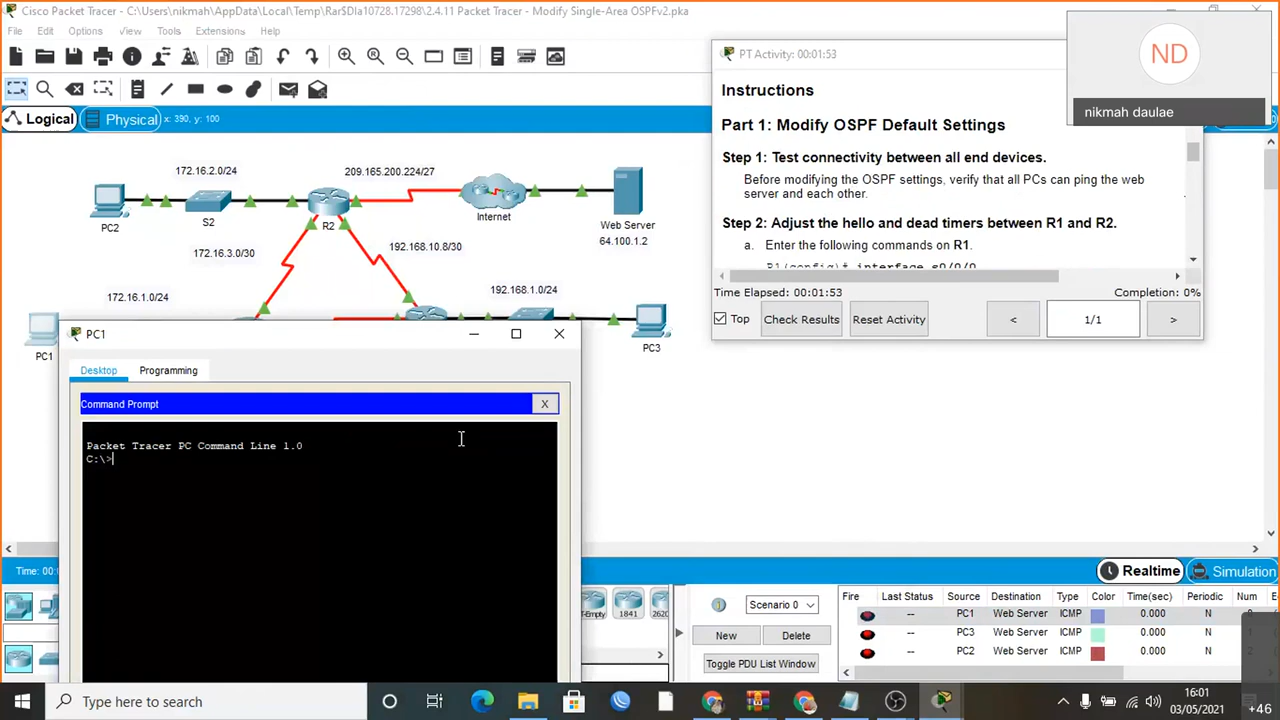 Cisco Packet Tracer - C:\Users\nikmah\AppData\Local\Temp\Rar$DIa10728.17298\2.4.11 Packet Tracer - Modify Single-Area OSPFv2.pka
File Edit Options View Tools Extensions Help
Logical Physical x: 390, y: 100
172.16.2.0/24
209.165.200.224/27
PC2
S2
R2
Internet
Web Server
64.100.1.2
172.16.3.0/30
192.168.10.8/30
172.16.1.0/24
192.168.1.0/24
PC1
PC3
PT Activity: 00:01:53
ND
nikmah daulae
Instructions
Part 1: Modify OSPF Default Settings
Step 1: Test connectivity between all end devices.
Before modifying the OSPF settings, verify that all PCs can ping the web
server and each other.
Step 2: Adjust the hello and dead timers between R1 and R2.
a. Enter the following commands on R1.
R1(config)# interface s0/0/0
Time Elapsed: 00:01:53 Completion: 0%
Top Check Results Reset Activity < 1/1 >
PC1
Desktop Programming
Command Prompt X
Packet Tracer PC Command Line 1.0
C:\>
Time: 00:
Realtime Simulation
1841 2620
Scenario 0
New Delete
Toggle PDU List Window
Fire Last Status Source Destination Type Color Time(sec) Periodic Num
-- PC1 Web Server ICMP 0.000 N
-- PC3 Web Server ICMP 0.000 N
-- PC2 Web Server ICMP 0.000 N
Type here to search
16:01
03/05/2021
+46